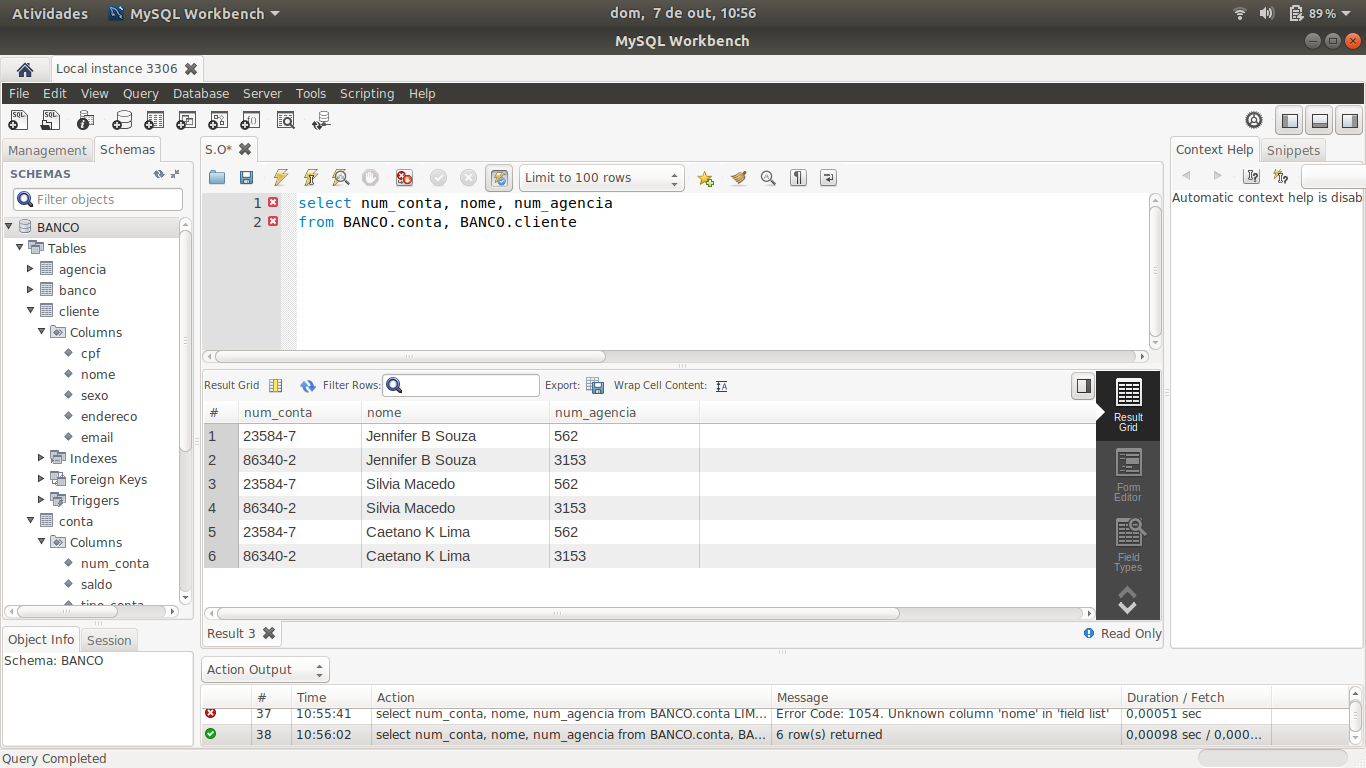 Atividades MySQL Workbench dom, 7 de out, 10:56 89 %
MySQL Workbench
Local instance 3306
File Edit View Query Database Server Tools Scripting Help
Management Schemas
S.O*
Context Help Snippets
SCHEMAS
Limit to 100 rows
Filter objects
Automatic context help is disab
1 select num_conta, nome, num_agencia
2 from BANCO.conta, BANCO.cliente
BANCO
Tables
agencia
banco
cliente
Columns
cpf
nome
sexo
endereco
email
Indexes
Foreign Keys
Triggers
conta
Columns
num_conta
saldo
tipo_conta
Result Grid Filter Rows: Export: Wrap Cell Content:
# num_conta nome num_agencia
1 23584-7 Jennifer B Souza 562
2 86340-2 Jennifer B Souza 3153
3 23584-7 Silvia Macedo 562
4 86340-2 Silvia Macedo 3153
5 23584-7 Caetano K Lima 562
6 86340-2 Caetano K Lima 3153
Result
Grid
Form
Editor
Field
Types
Result 3 Read Only
Object Info Session
Schema: BANCO
Action Output
# Time Action Message Duration / Fetch
37 10:55:41 select num_conta, nome, num_agencia from BANCO.conta LIM... Error Code: 1054. Unknown column 'nome' in 'field list' 0,00051 sec
38 10:56:02 select num_conta, nome, num_agencia from BANCO.conta, BA... 6 row(s) returned 0,00098 sec / 0,000...
Query Completed